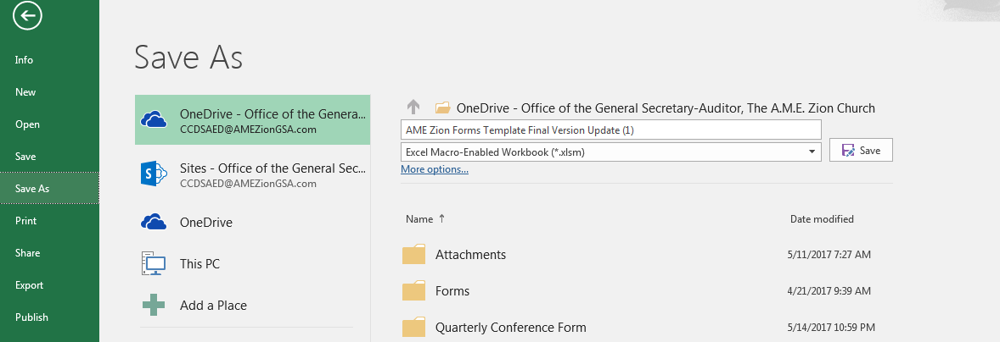 Save As
Info
New
Open
Save
Save As
Print
Share
Export
Publish
OneDrive - Office of the Genera...
CCDSAED@AMEZionGSA.com
Sites - Office of the General Sec...
CCDSAED@AMEZionGSA.com
OneDrive
This PC
Add a Place
OneDrive - Office of the General Secretary-Auditor, The A.M.E. Zion Church
AME Zion Forms Template Final Version Update (1)
Excel Macro-Enabled Workbook (*.xlsm)
Save
More options...
Name Date modified
Attachments 5/11/2017 7:27 AM
Forms 4/21/2017 9:39 AM
Quarterly Conference Form 5/14/2017 10:59 PM